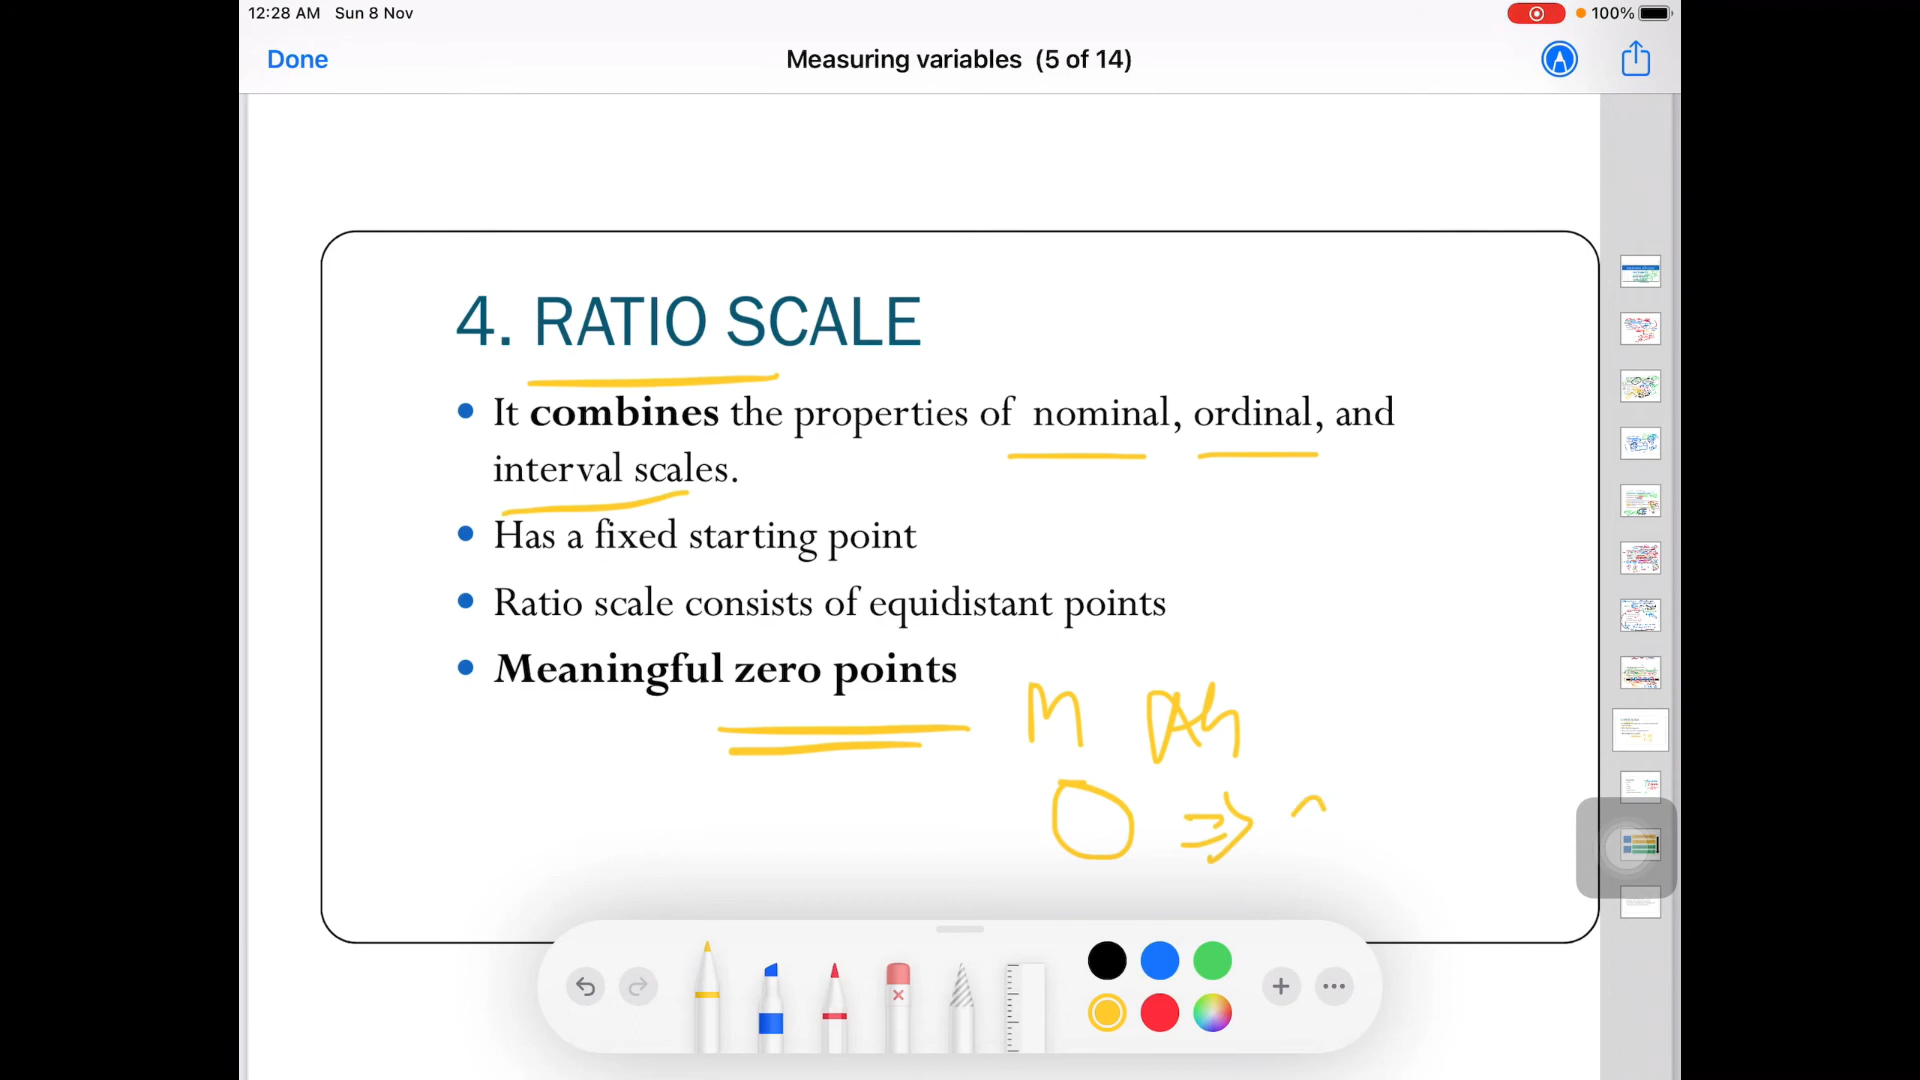 12:28 AM Sun 8 Nov
100%
Done
Measuring variables (5 of 14)
4. RATIO SCALE
• It combines the properties of nominal, ordinal, and
interval scales.
• Has a fixed starting point
• Ratio scale consists of equidistant points
• Meaningful zero points
M
0 ⇒